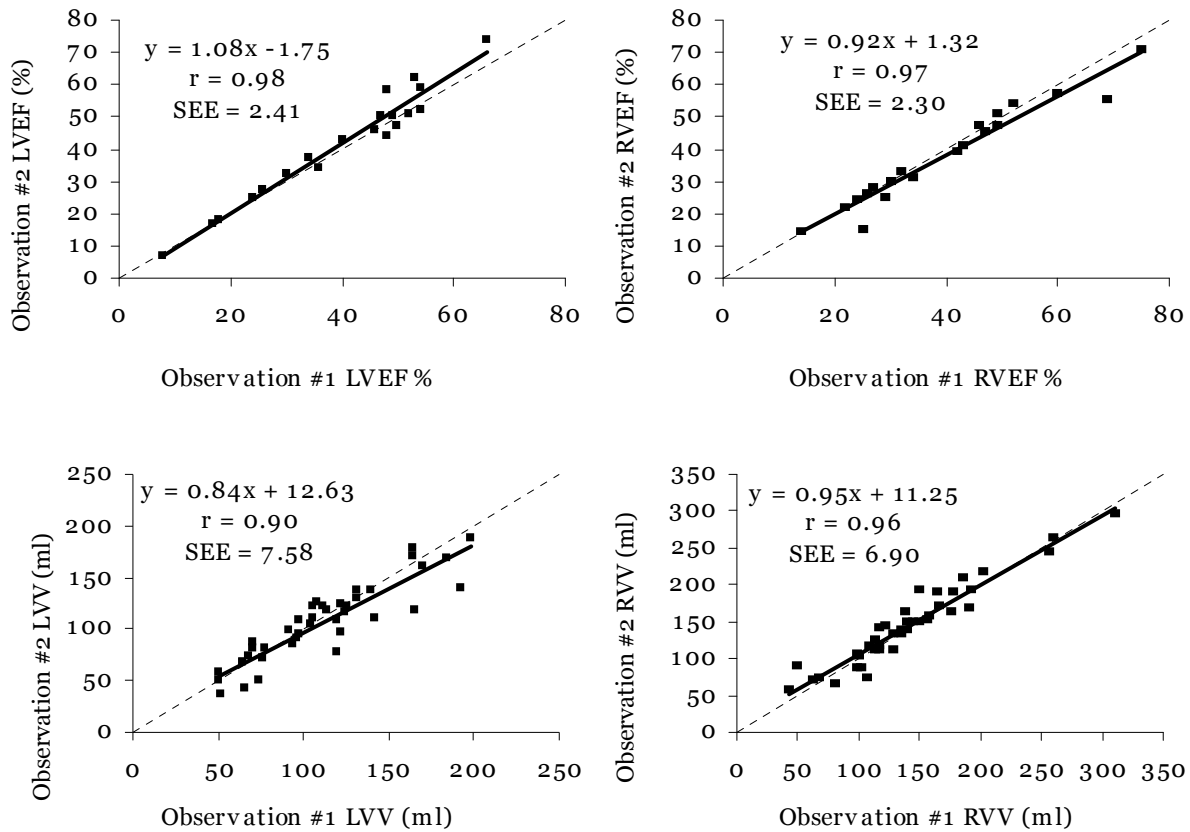 80
70
60
50
40
30
20
10
0
y = 1.08x -1.75
r = 0.98
SEE = 2.41
Observation #2 LVEF (%)
0 20 40 60 80
Observation #1 LVEF %
80
70
60
50
40
30
20
10
0
y = 0.92x + 1.32
r = 0.97
SEE = 2.30
Observation #2 RVEF (%)
0 20 40 60 80
Observation #1 RVEF %
250
200
150
100
50
0
y = 0.84x + 12.63
r = 0.90
SEE = 7.58
Observation #2 LVV (ml)
0 50 100 150 200 250
Observation #1 LVV (ml)
350
300
250
200
150
100
50
0
y = 0.95x + 11.25
r = 0.96
SEE = 6.90
Observation #2 RVV (ml)
0 50 100 150 200 250 300 350
Observation #1 RVV (ml)